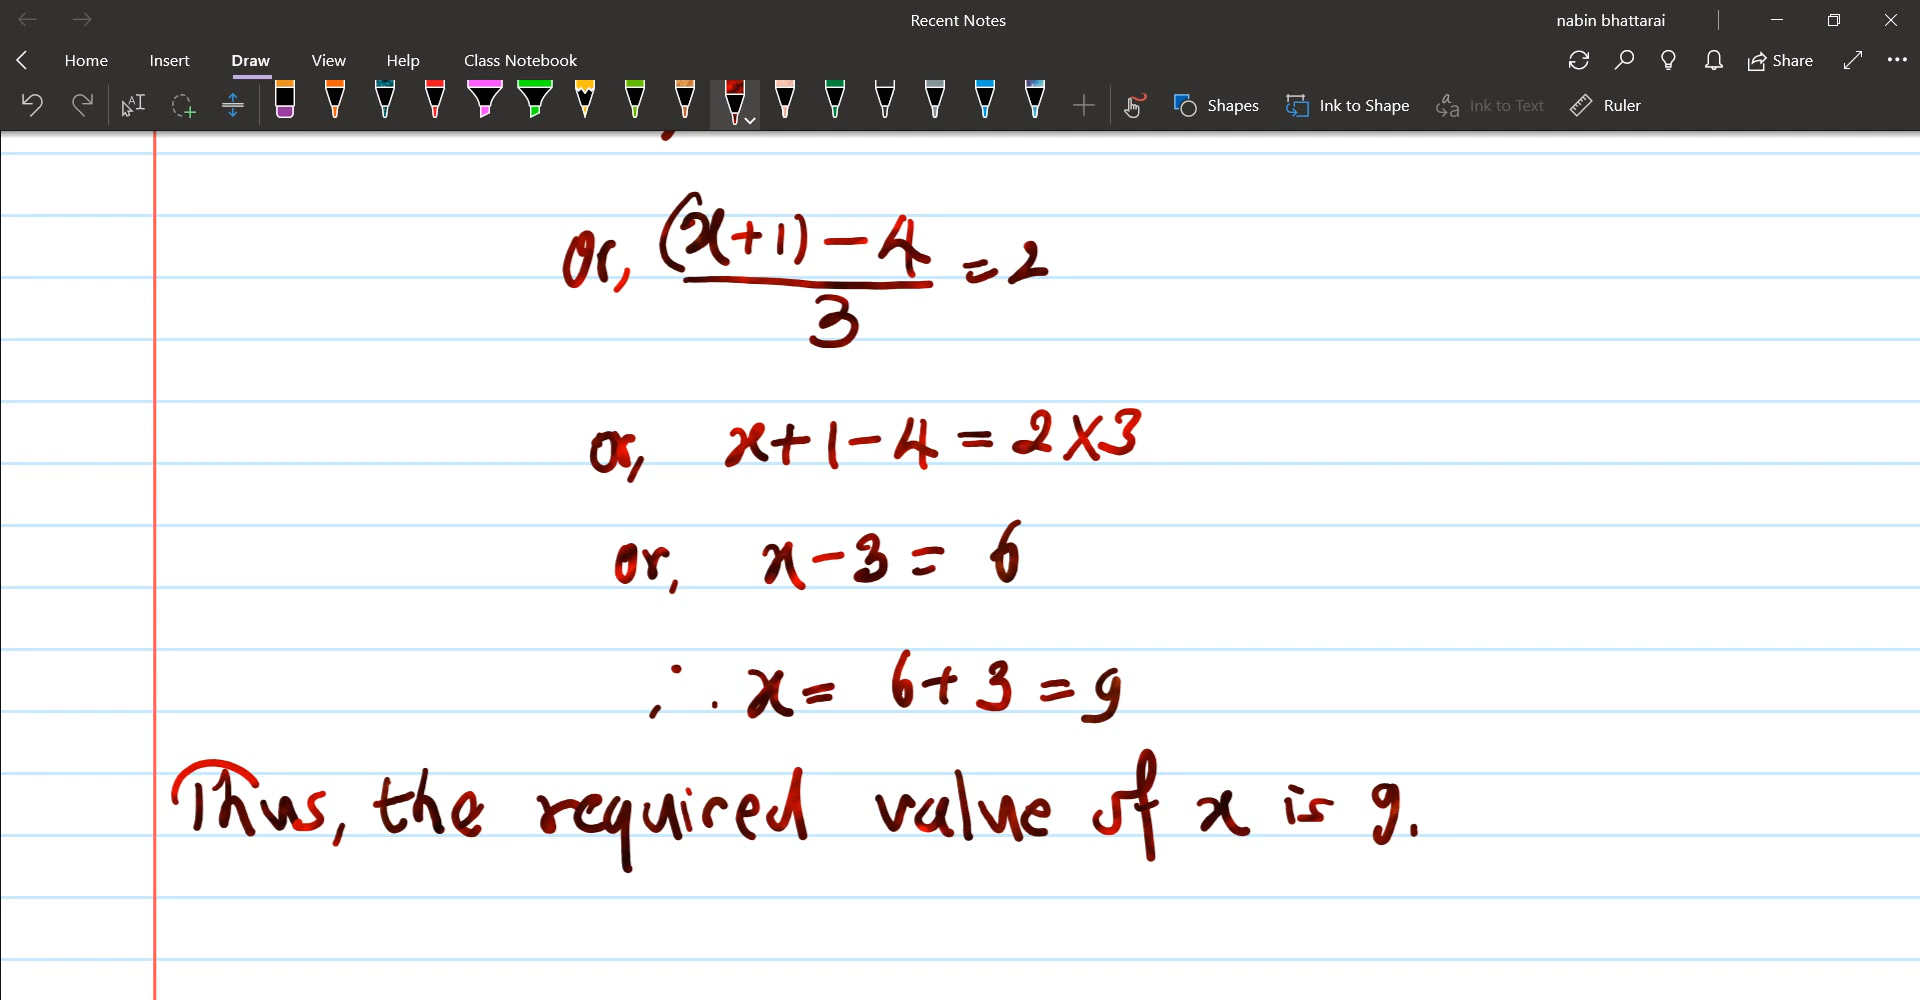 Recent Notes
nabin bhattarai
Home Insert Draw View Help Class Notebook
Share
Shapes Ink to Shape Ink to Text Ruler
or, (x+1)-4 =2
3
or, x+1-4=2×3
or, x-3= 6
∴ x= 6+3=9
Thus, the required value of x is 9.